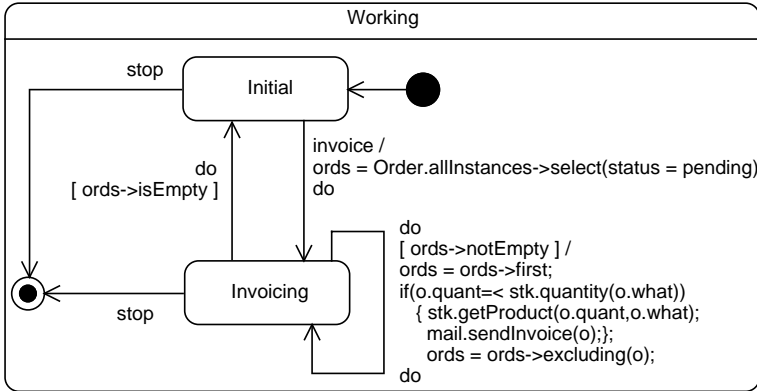 Working
stop
Initial
invoice /
ords = Order.allInstances->select(status = pending)
do
do
[ ords->isEmpty ]
do
[ ords->notEmpty ] /
ords = ords->first;
if(o.quant=< stk.quantity(o.what))
{ stk.getProduct(o.quant,o.what);
mail.sendInvoice(o);};
ords = ords->excluding(o);
do
Invoicing
stop